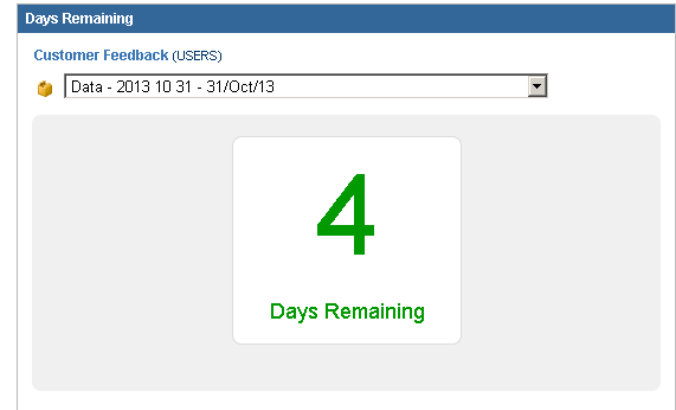 Days Remaining
Customer Feedback (USERS)
Data - 2013 10 31 - 31/Oct/13
4
Days Remaining